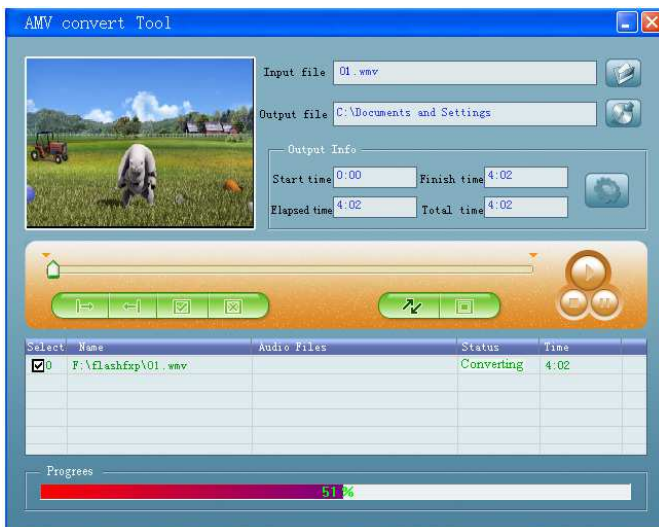 AMV convert Tool
Input file 01.wmv
Output file C:\Documents and Settings
Output Info
Start time 0:00 Finish time 4:02
Elapsed time 4:02 Total time 4:02
Select Name Audio Files Status Time
0 F:\flashfxp\01.wmv Converting 4:02
Progrees
51 %